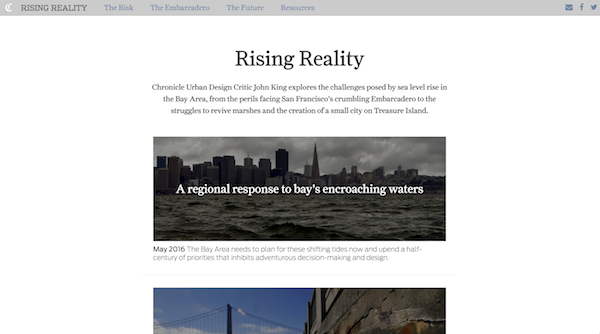 C RISING REALITY The Risk The Embarcadero The Future Resources
Rising Reality
Chronicle Urban Design Critic John King explores the challenges posed by sea level rise in
the Bay Area, from the perils facing San Francisco's crumbling Embarcadero to the
struggles to revive marshes and the creation of a small city on Treasure Island.
A regional response to bay's encroaching waters
May 2016 The Bay Area needs to plan for these shifting tides now and upend a half-
century of priorities that inhibits adventurous decision-making and design.